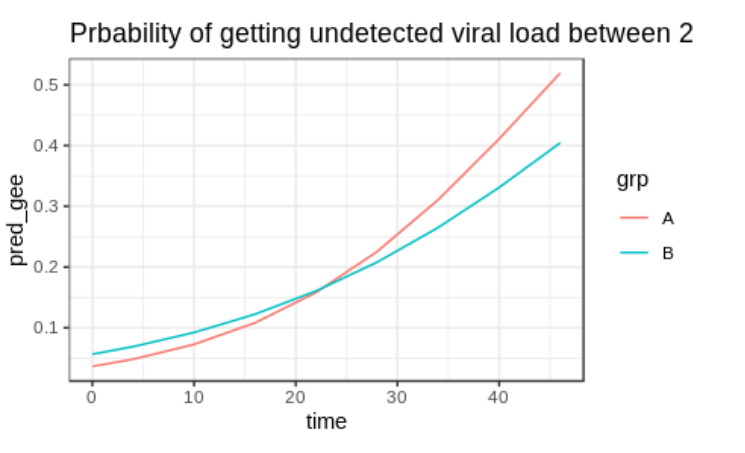 Prbability of getting undetected viral load between 2
pred_gee
0.5
0.4
0.3
0.2
0.1
0 10 20 30 40
time
grp
A
B